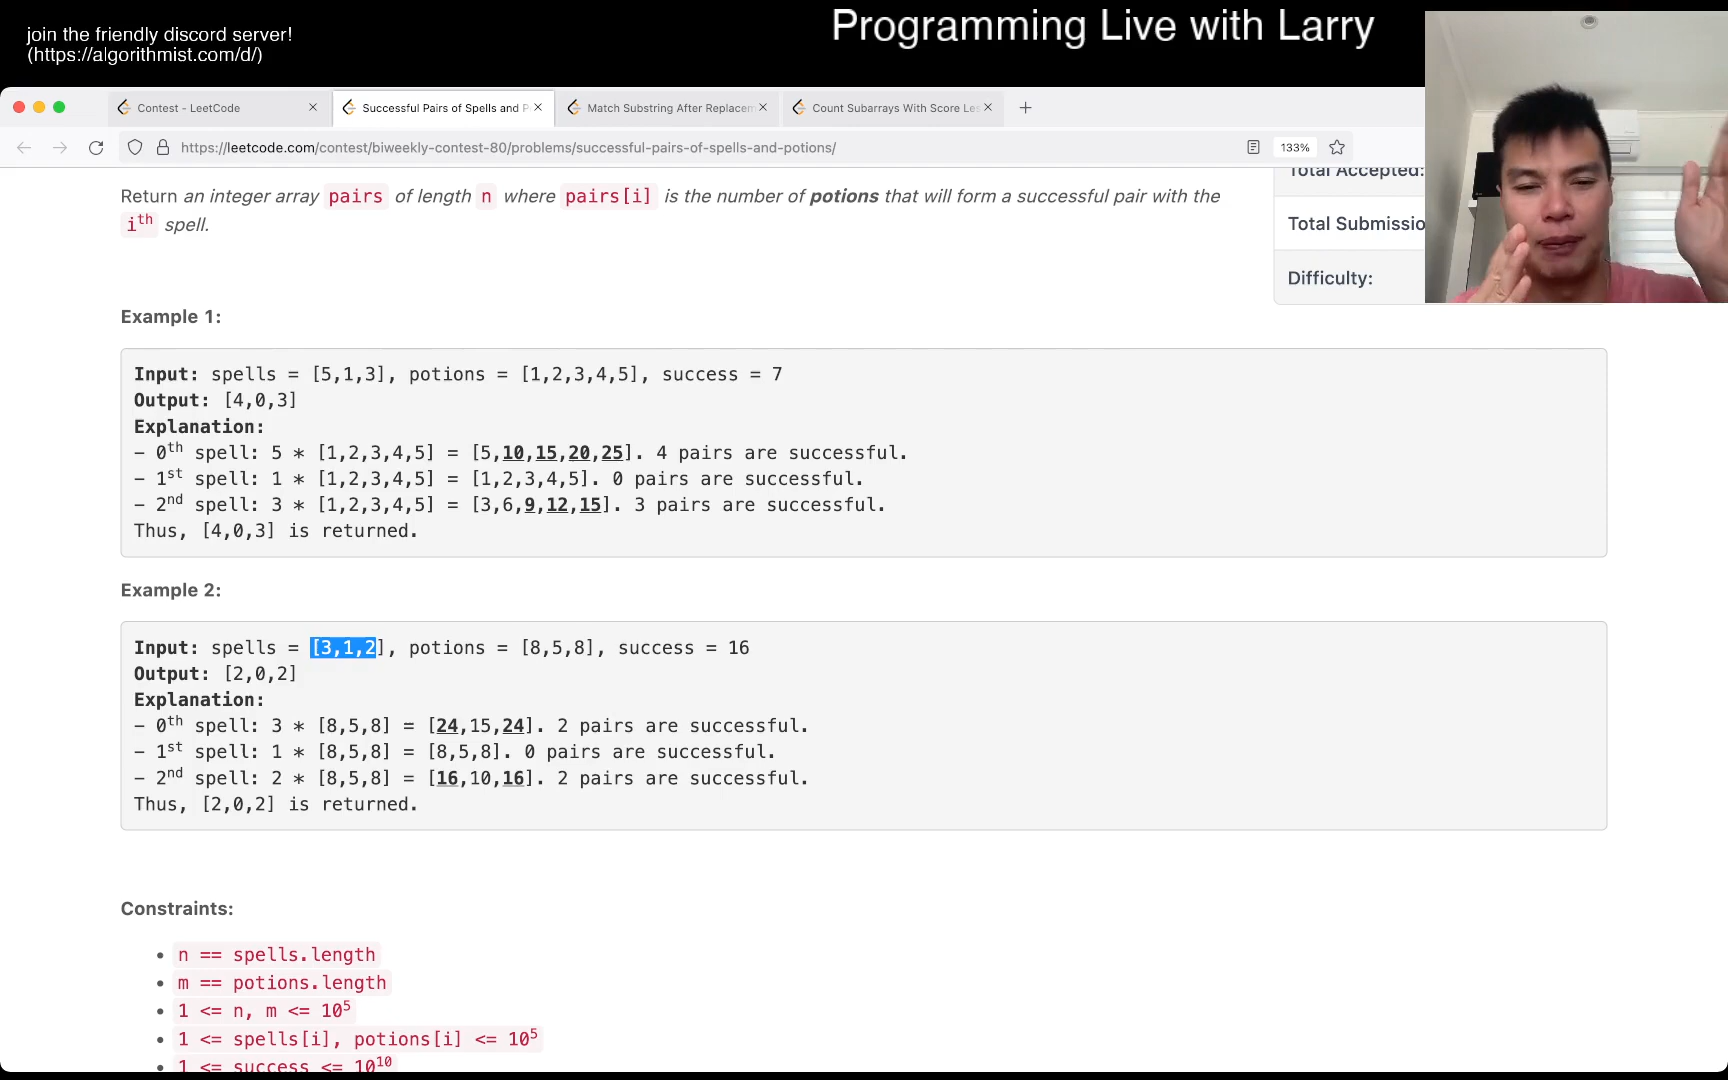 Programming Live with Larry
join the friendly discord server!
(https://algorithmist.com/d/)
Contest - LeetCode
Successful Pairs of Spells and P
Match Substring After Replacem
Count Subarrays With Score Les
https://leetcode.com/contest/biweekly-contest-80/problems/successful-pairs-of-spells-and-potions/
133%
Return an integer array pairs of length n where pairs[i] is the number of potions that will form a successful pair with the
ith spell.
Total Accepted:
Total Submissio
Difficulty:
Example 1:
Input: spells = [5,1,3], potions = [1,2,3,4,5], success = 7
Output: [4,0,3]
Explanation:
- 0th spell: 5 * [1,2,3,4,5] = [5,10,15,20,25]. 4 pairs are successful.
- 1st spell: 1 * [1,2,3,4,5] = [1,2,3,4,5]. 0 pairs are successful.
- 2nd spell: 3 * [1,2,3,4,5] = [3,6,9,12,15]. 3 pairs are successful.
Thus, [4,0,3] is returned.
Example 2:
Input: spells = [3,1,2], potions = [8,5,8], success = 16
Output: [2,0,2]
Explanation:
- 0th spell: 3 * [8,5,8] = [24,15,24]. 2 pairs are successful.
- 1st spell: 1 * [8,5,8] = [8,5,8]. 0 pairs are successful.
- 2nd spell: 2 * [8,5,8] = [16,10,16]. 2 pairs are successful.
Thus, [2,0,2] is returned.
Constraints:
• n == spells.length
• m == potions.length
• 1 <= n, m <= 10⁵
• 1 <= spells[i], potions[i] <= 10⁵
• 1 <= success <= 10¹⁰